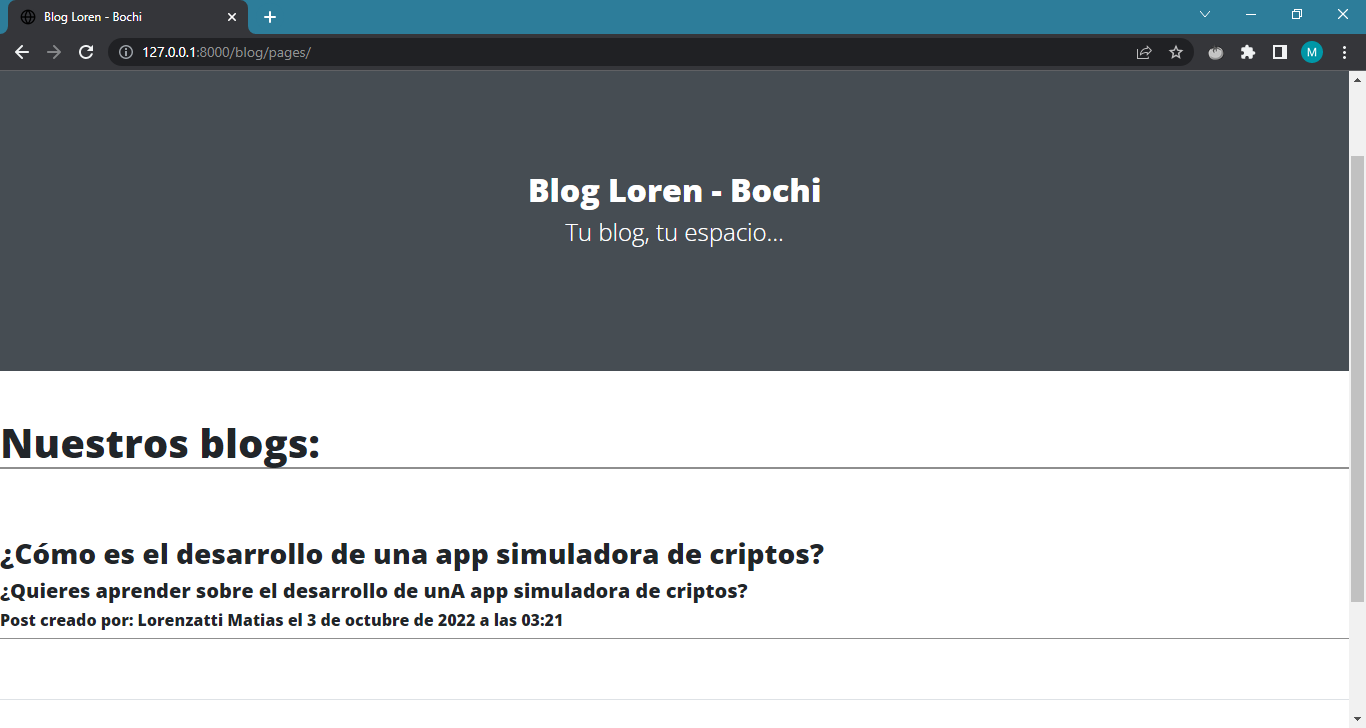 Blog Loren - Bochi
127.0.0.1:8000/blog/pages/
M
Blog Loren - Bochi
Tu blog, tu espacio...
Nuestros blogs:
¿Cómo es el desarrollo de una app simuladora de criptos?
¿Quieres aprender sobre el desarrollo de unA app simuladora de criptos?
Post creado por: Lorenzatti Matias el 3 de octubre de 2022 a las 03:21